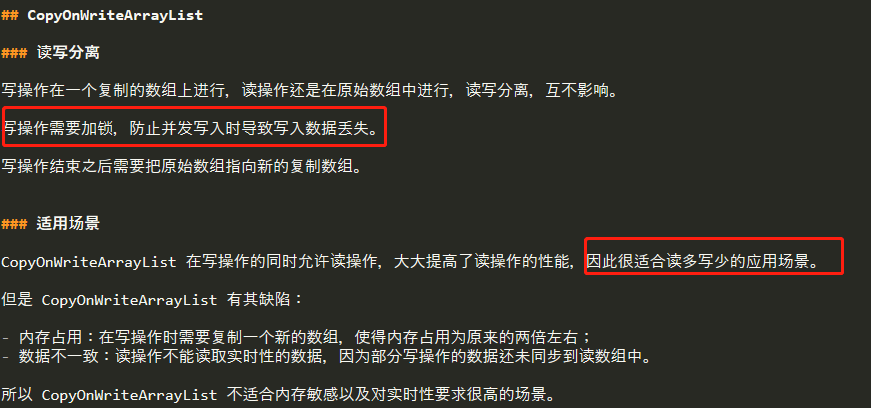 ## CopyOnWriteArrayList
### 读写分离
写操作在一个复制的数组上进行, 读操作还是在原始数组中进行, 读写分离, 互不影响。
写操作需要加锁, 防止并发写入时导致写入数据丢失。
写操作结束之后需要把原始数组指向新的复制数组。
### 适用场景
CopyOnWriteArrayList 在写操作的同时允许读操作, 大大提高了读操作的性能, 因此很适合读多写少的应用场景。
但是 CopyOnWriteArrayList 有其缺陷：
- 内存占用：在写操作时需要复制一个新的数组, 使得内存占用为原来的两倍左右；
- 数据不一致：读操作不能读取实时性的数据, 因为部分写操作的数据还未同步到读数组中。
所以 CopyOnWriteArrayList 不适合内存敏感以及对实时性要求很高的场景。